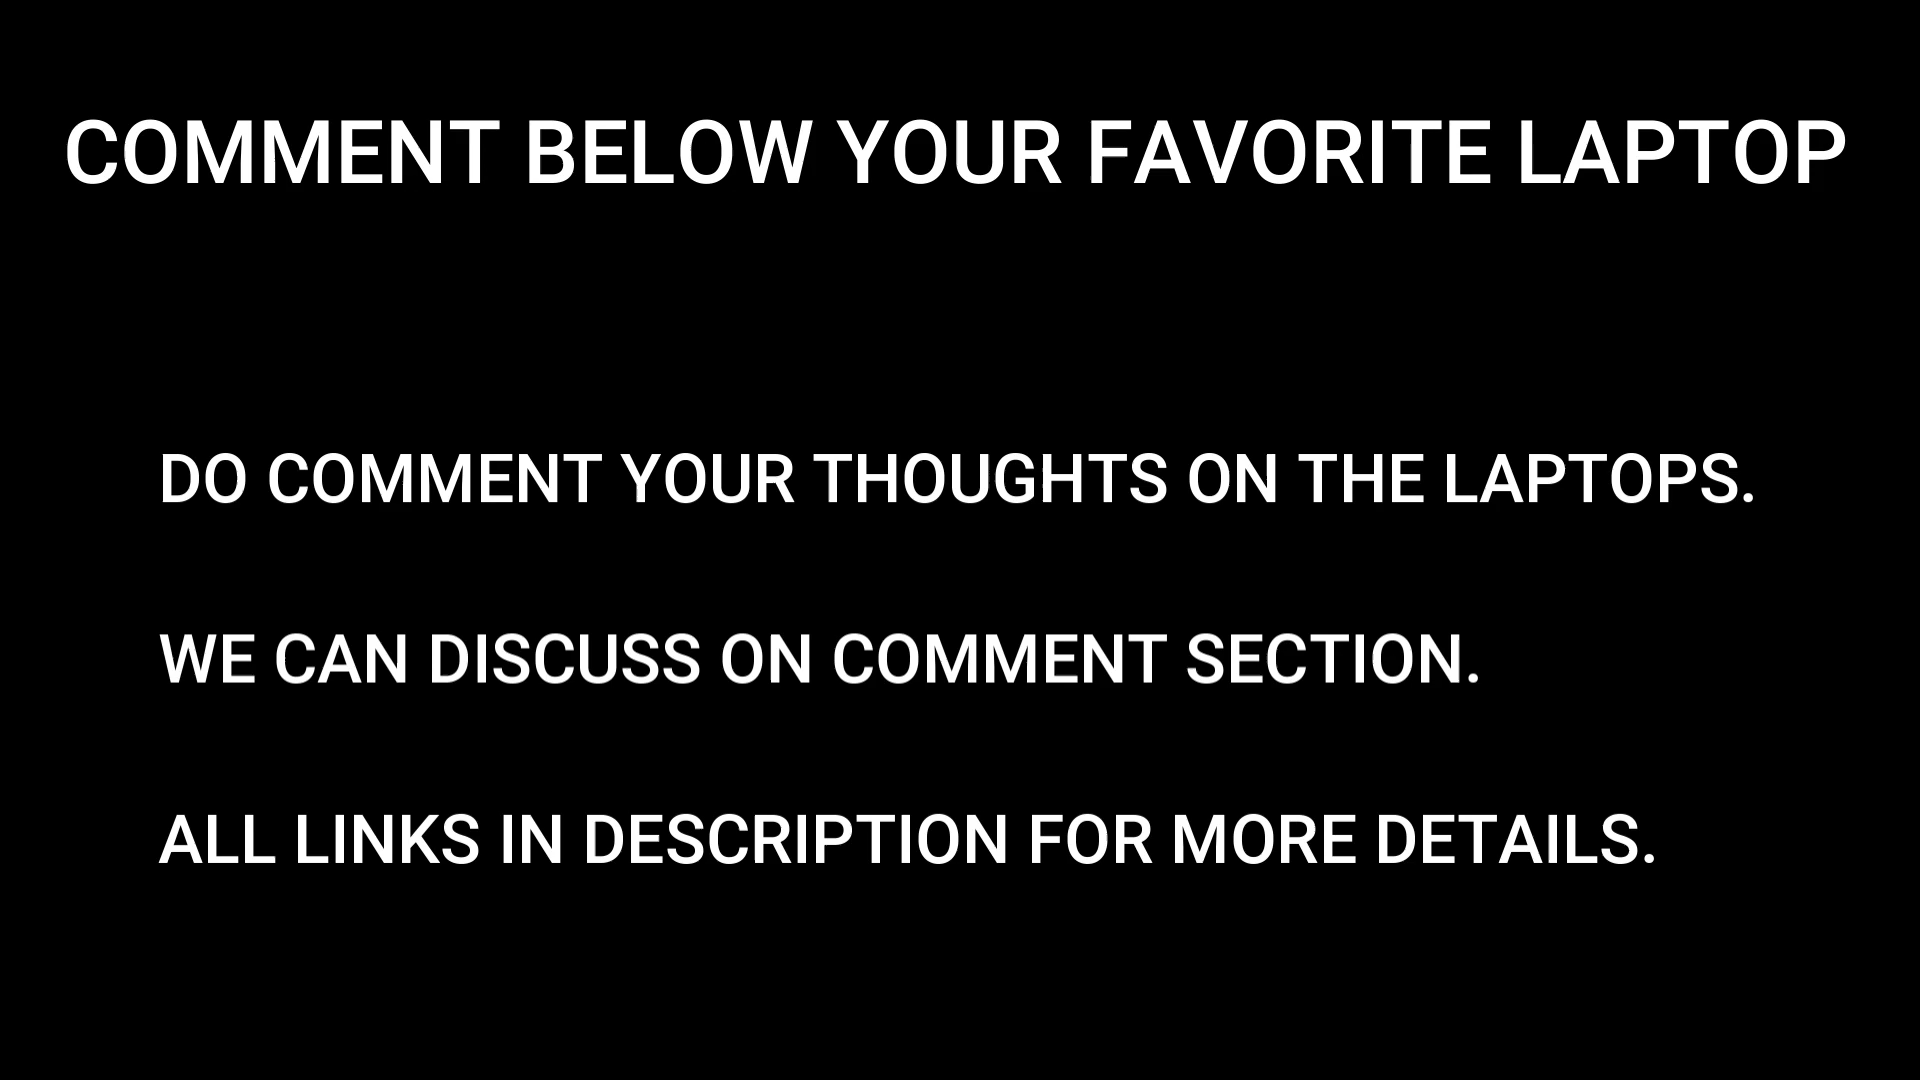 COMMENT BELOW YOUR FAVORITE LAPTOP
DO COMMENT YOUR THOUGHTS ON THE LAPTOPS.
WE CAN DISCUSS ON COMMENT SECTION.
ALL LINKS IN DESCRIPTION FOR MORE DETAILS.